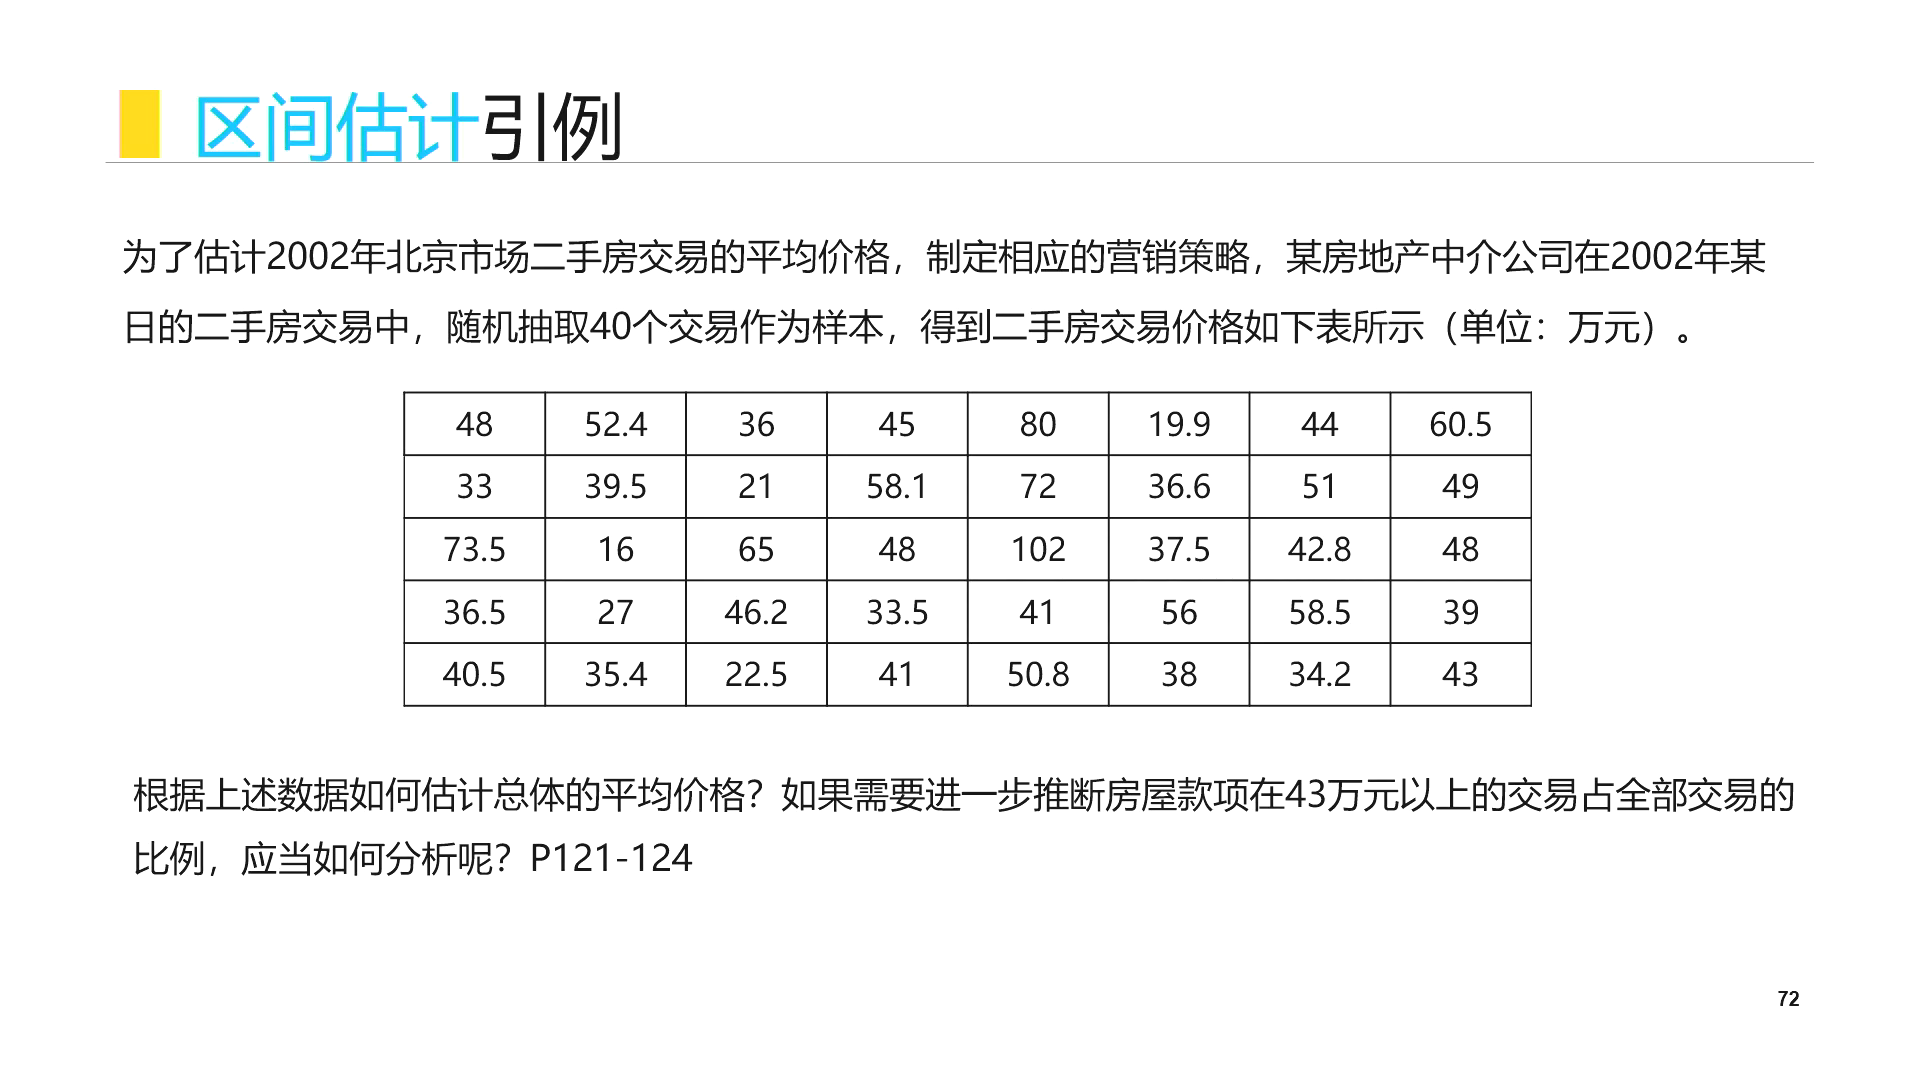 区间估计引例
为了估计2002年北京市场二手房交易的平均价格，制定相应的营销策略，某房地产中介公司在2002年某
日的二手房交易中，随机抽取40个交易作为样本，得到二手房交易价格如下表所示（单位：万元）。
48 52.4 36 45 80 19.9 44 60.5
33 39.5 21 58.1 72 36.6 51 49
73.5 16 65 48 102 37.5 42.8 48
36.5 27 46.2 33.5 41 56 58.5 39
40.5 35.4 22.5 41 50.8 38 34.2 43
根据上述数据如何估计总体的平均价格？如果需要进一步推断房屋款项在43万元以上的交易占全部交易的
比例，应当如何分析呢？P121-124
72